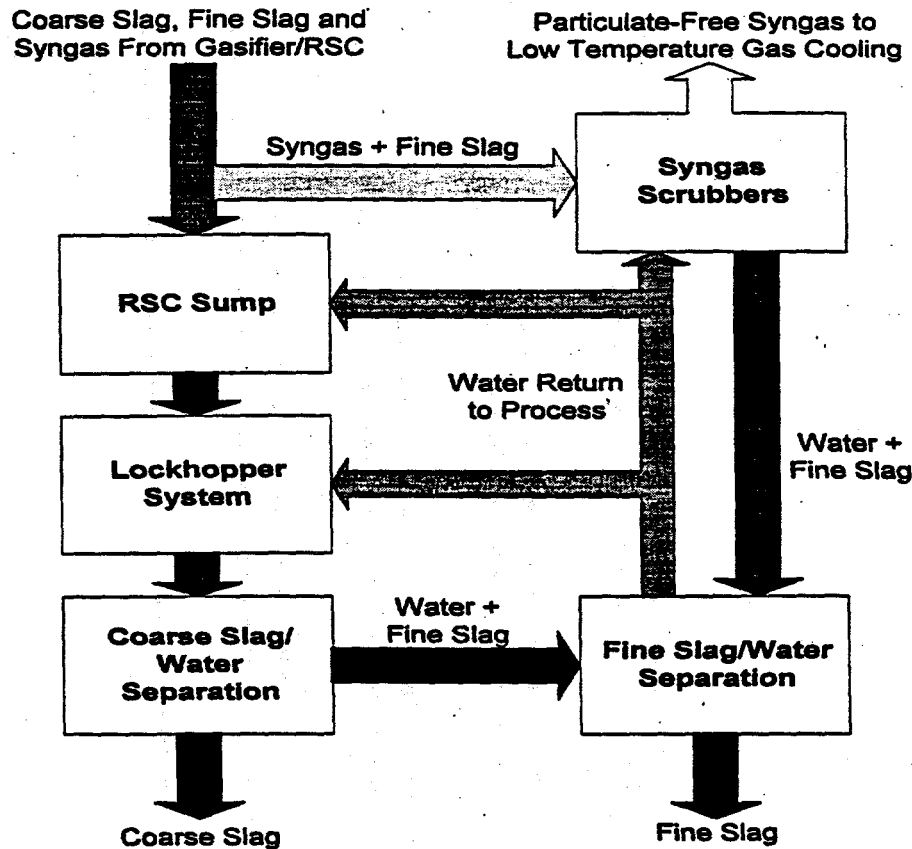 Coarse Slag, Fine Slag and
Syngas From Gasifier/RSC
Particulate-Free Syngas to
Low Temperature Gas Cooling
Syngas + Fine Slag
Syngas
Scrubbers
RSC Sump
Water Return
to Process
Water +
Fine Slag
Lockhopper
System
Coarse Slag/
Water
Separation
Water +
Fine Slag
Fine Slag/Water
Separation
Coarse Slag
Fine Slag